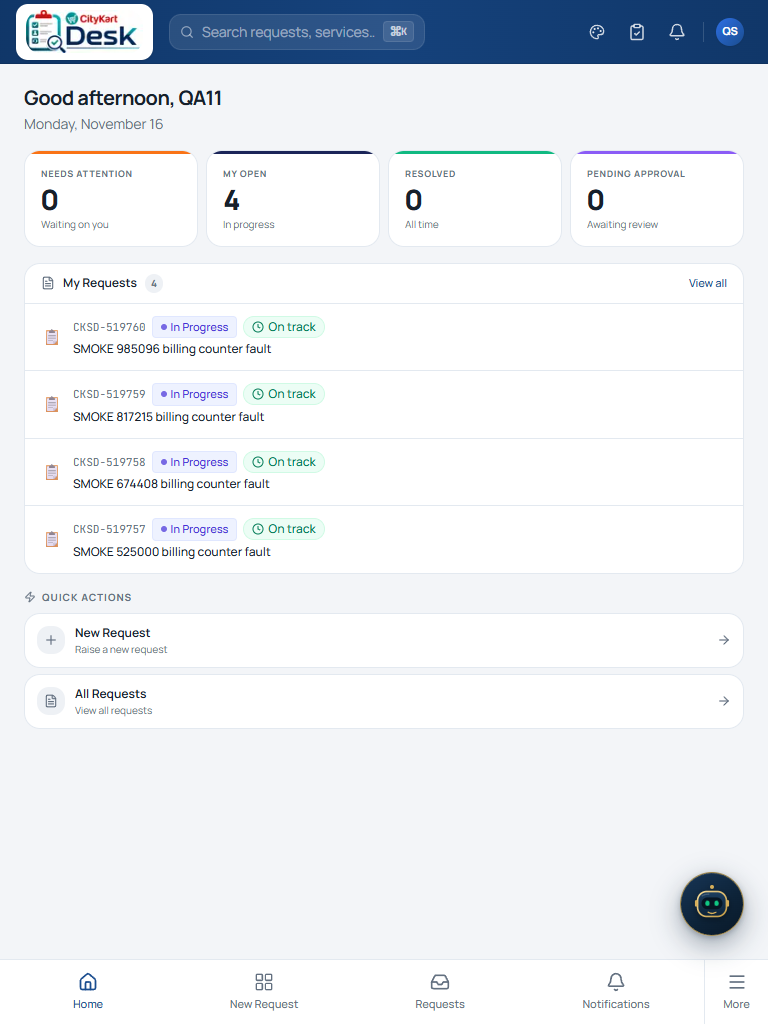 CityKart
Desk
Search requests, services.. ⌘K
QS
Good afternoon, QA11
Monday, November 16
NEEDS ATTENTION
0
Waiting on you
MY OPEN
4
In progress
RESOLVED
0
All time
PENDING APPROVAL
0
Awaiting review
My Requests 4
View all
CKSD-519760 In Progress On track
SMOKE 985096 billing counter fault
CKSD-519759 In Progress On track
SMOKE 817215 billing counter fault
CKSD-519758 In Progress On track
SMOKE 674408 billing counter fault
CKSD-519757 In Progress On track
SMOKE 525000 billing counter fault
QUICK ACTIONS
New Request
Raise a new request
All Requests
View all requests
Home
New Request
Requests
Notifications
More